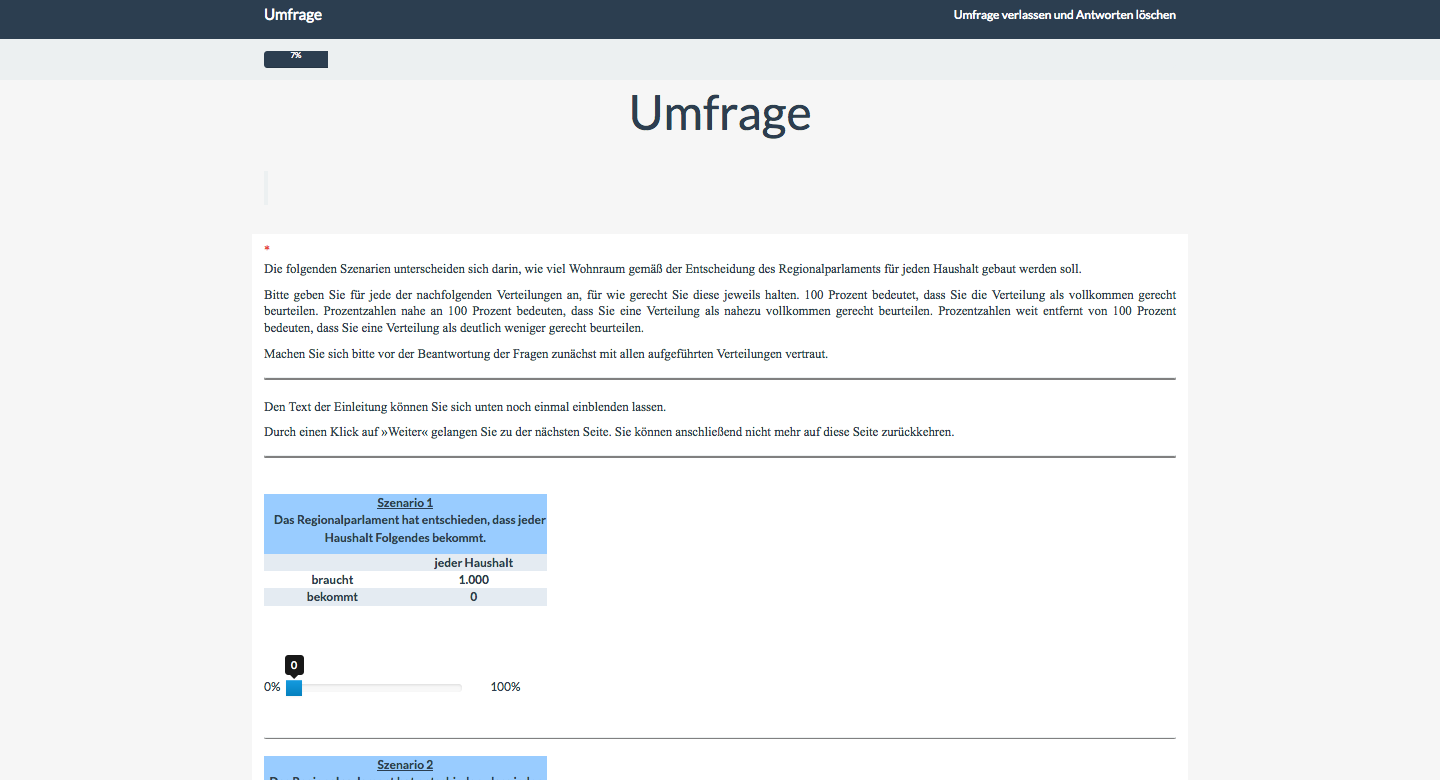 Umfrage
Umfrage verlassen und Antworten löschen
7%
Umfrage
*
Die folgenden Szenarien unterscheiden sich darin, wie viel Wohnraum gemäß der Entscheidung des Regionalparlaments für jeden Haushalt gebaut werden soll.
Bitte geben Sie für jede der nachfolgenden Verteilungen an, für wie gerecht Sie diese jeweils halten. 100 Prozent bedeutet, dass Sie die Verteilung als vollkommen gerecht
beurteilen. Prozentzahlen nahe an 100 Prozent bedeuten, dass Sie eine Verteilung als nahezu vollkommen gerecht beurteilen. Prozentzahlen weit entfernt von 100 Prozent
bedeuten, dass Sie eine Verteilung als deutlich weniger gerecht beurteilen.
Machen Sie sich bitte vor der Beantwortung der Fragen zunächst mit allen aufgeführten Verteilungen vertraut.
Den Text der Einleitung können Sie sich unten noch einmal einblenden lassen.
Durch einen Klick auf »Weiter« gelangen Sie zu der nächsten Seite. Sie können anschließend nicht mehr auf diese Seite zurückkehren.
Szenario 1
Das Regionalparlament hat entschieden, dass jeder
Haushalt Folgendes bekommt.
jeder Haushalt
braucht 1.000
bekommt 0
0
0% 100%
Szenario 2